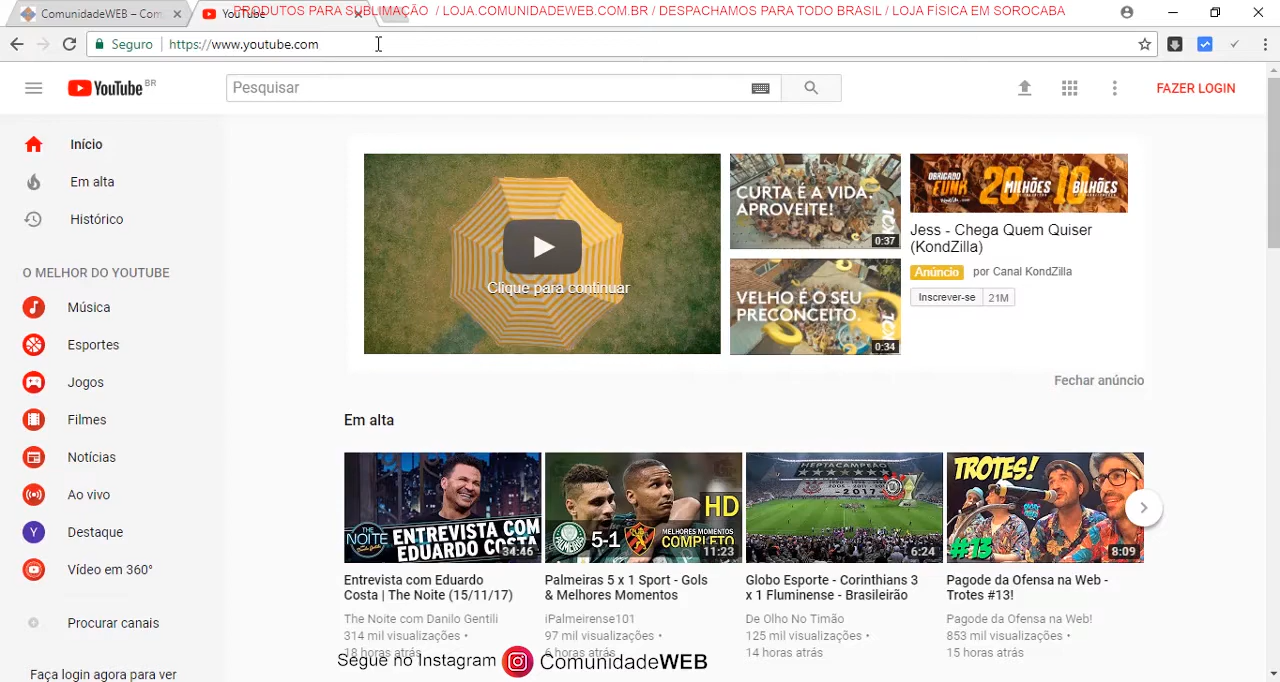 ComunidadeWEB – Com
YouTube
PRODUTOS PARA SUBLIMAÇÃO / LOJA.COMUNIDADEWEB.COM.BR / DESPACHAMOS PARA TODO BRASIL / LOJA FÍSICA EM SOROCABA
Seguro
https://www.youtube.com
YouTube BR
Pesquisar
FAZER LOGIN
Início
Em alta
Histórico
O MELHOR DO YOUTUBE
Música
Esportes
Jogos
Filmes
Notícias
Ao vivo
Destaque
Vídeo em 360°
Procurar canais
Faça login agora para ver
Clique para continuar
CURTA É A VIDA.
APROVEITE!
0:37
VELHO É O SEU
PRECONCEITO.
0:34
OBRIGADO
FUNK
20 MILHÕES 10 BILHÕES
Jess - Chega Quem Quiser
(KondZilla)
Anúncio por Canal KondZilla
Inscrever-se 21M
Fechar anúncio
Em alta
THE
NOITE
ENTREVISTA COM
EDUARDO COSTA
34:46
Entrevista com Eduardo
Costa | The Noite (15/11/17)
The Noite com Danilo Gentili
314 mil visualizações •
18 horas atrás
HD
5-1
MELHORES MOMENTOS
COMPLETO
11:23
Palmeiras 5 x 1 Sport - Gols
& Melhores Momentos
iPalmeirense101
97 mil visualizações •
6 horas atrás
HEPTACAMPEÃO
2017
6:24
Globo Esporte - Corinthians 3
x 1 Fluminense - Brasileirão
De Olho No Timão
125 mil visualizações •
14 horas atrás
TROTES!
#13
8:09
Pagode da Ofensa na Web -
Trotes #13!
Pagode da Ofensa na Web!
853 mil visualizações •
15 horas atrás
Segue no Instagram ComunidadeWEB